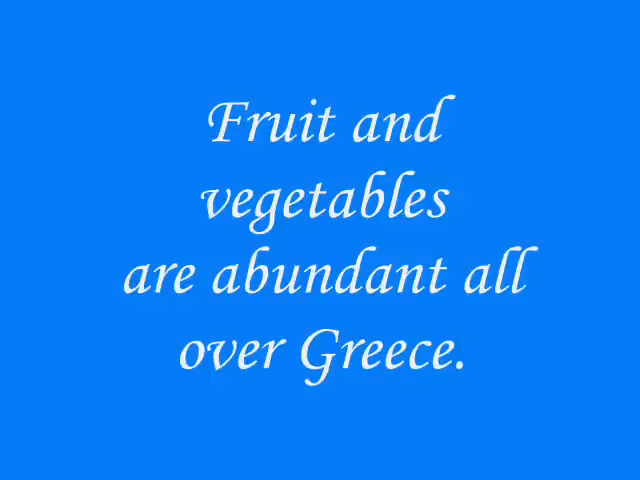 Fruit and
vegetables
are abundant all
over Greece.